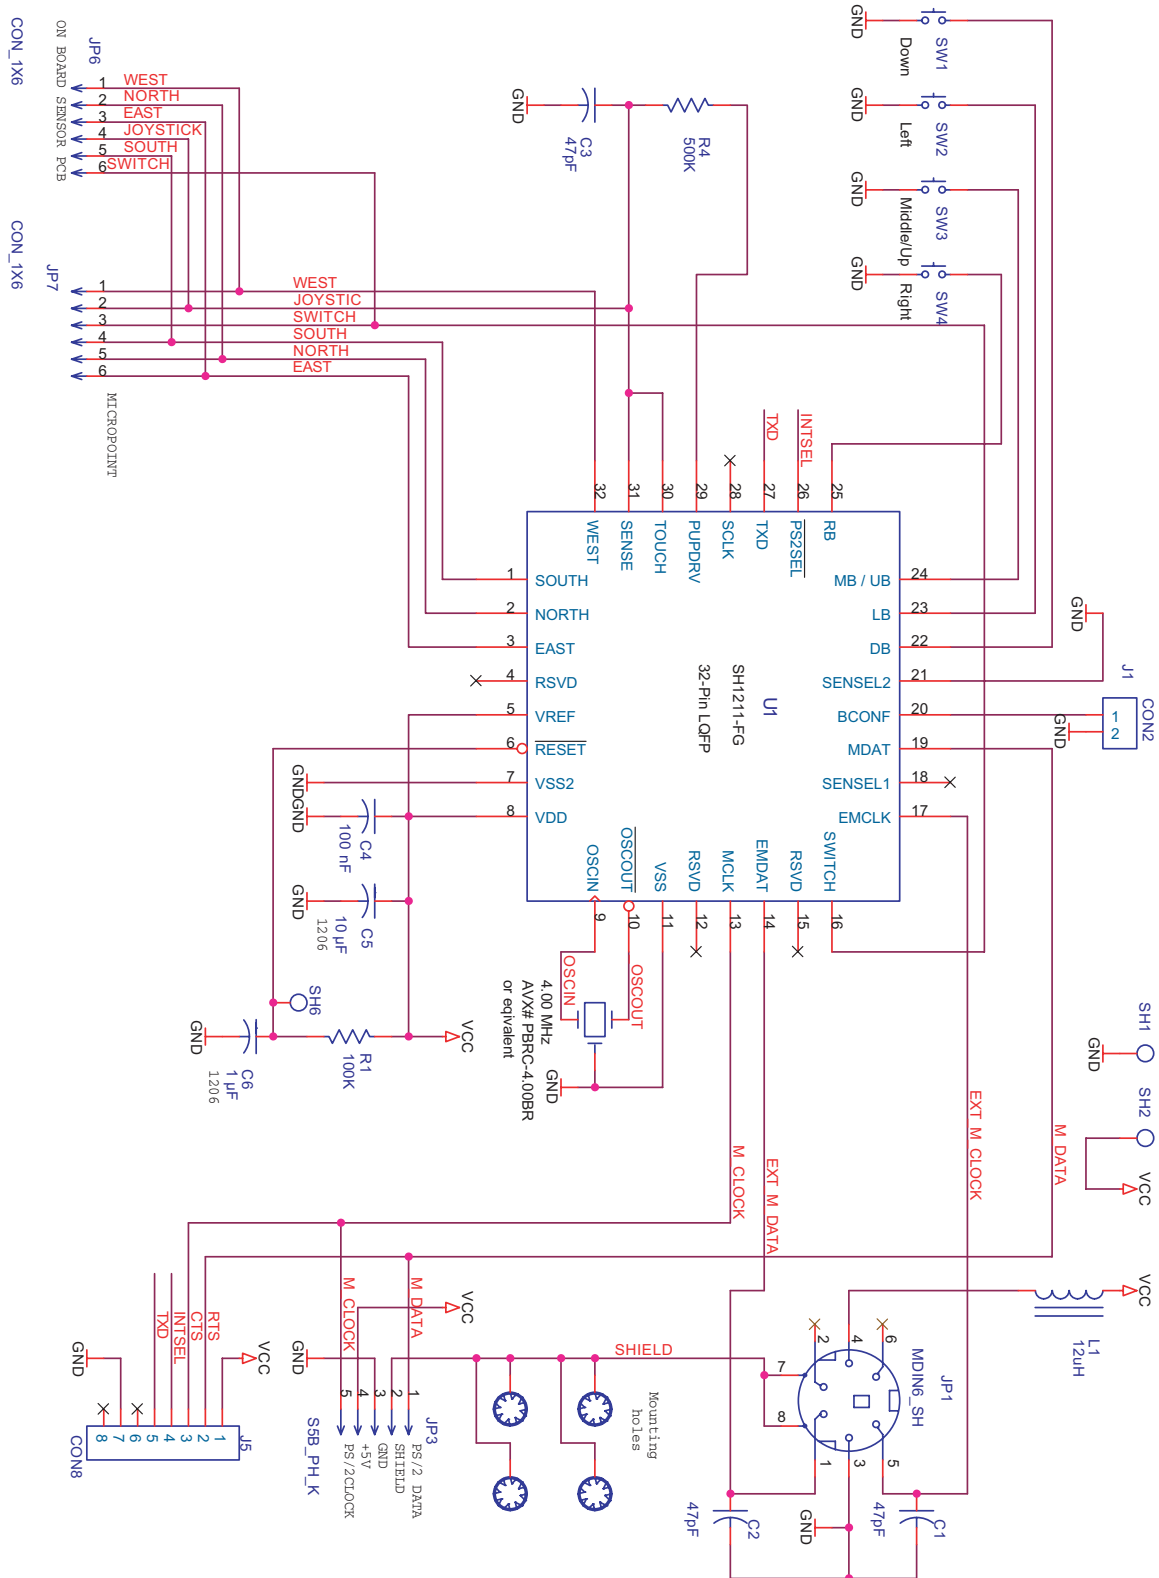 GND
SW1
Down
GND
SW2
Left
GND
SW3
Middle/Up
GND
SW4
Right
CON_1X6
ON BOARD SENSOR PCB
JP6
1 WEST
2 NORTH
3 EAST
4 JOYSTICK
5 SOUTH
6 SWITCH
GND
C3
47pF
R4
500K
CON_1X6
JP7
1 WEST
2 JOYSTIC
3 SWITCH
4 SOUTH
5 NORTH
6 EAST
MICROPOINT
TXD
INTSEL
32 31 30 29 28 27 26 25
WEST
SENSE
TOUCH
PUPDRV
SCLK
TXD
PS2SEL
RB
1 SOUTH
2 NORTH
3 EAST
4 RSVD
5 VREF
6 RESET
7 VSS2
8 VDD
MB / UB 24
LB 23
DB 22
SENSEL2 21
BCONF 20
MDAT 19
SENSEL1 18
EMCLK 17
U1
SH1211-FG
32-Pin LQFP
OSCIN
OSCOUT
VSS
RSVD
MCLK
EMDAT
RSVD
SWITCH
9 10 11 12 13 14 15 16
GND
J1
CON2
1
2
GND
GND
GND
C4
100 nF
GND
C5
10 µF
1206
SH6
GND
C6
1 µF
1206
R1
100K
VCC
OSCIN
OSCOUT
4.00 MHz
AVX# PBRC-4.00BR
or eqivalent
GND
SH1
GND
SH2
VCC
EXT M CLOCK
M DATA
M CLOCK
EXT M DATA
VCC
L1
12uH
M CLOCK
M DATA
VCC
GND
TXD
INTSEL
CTS
RTS
VCC
GND
8 7 6 5 4 3 2 1
J5
CON8
5 4 3 2 1
JP3
S5B_PH_K
PS/2CLOCK
+5V
GND
SHIELD
PS/2 DATA
SHIELD
Mounting
holes
2 4 6
MDIN6_SH
JP1
7
8
1 3 5
C2
47pF
GND
C1
47pF